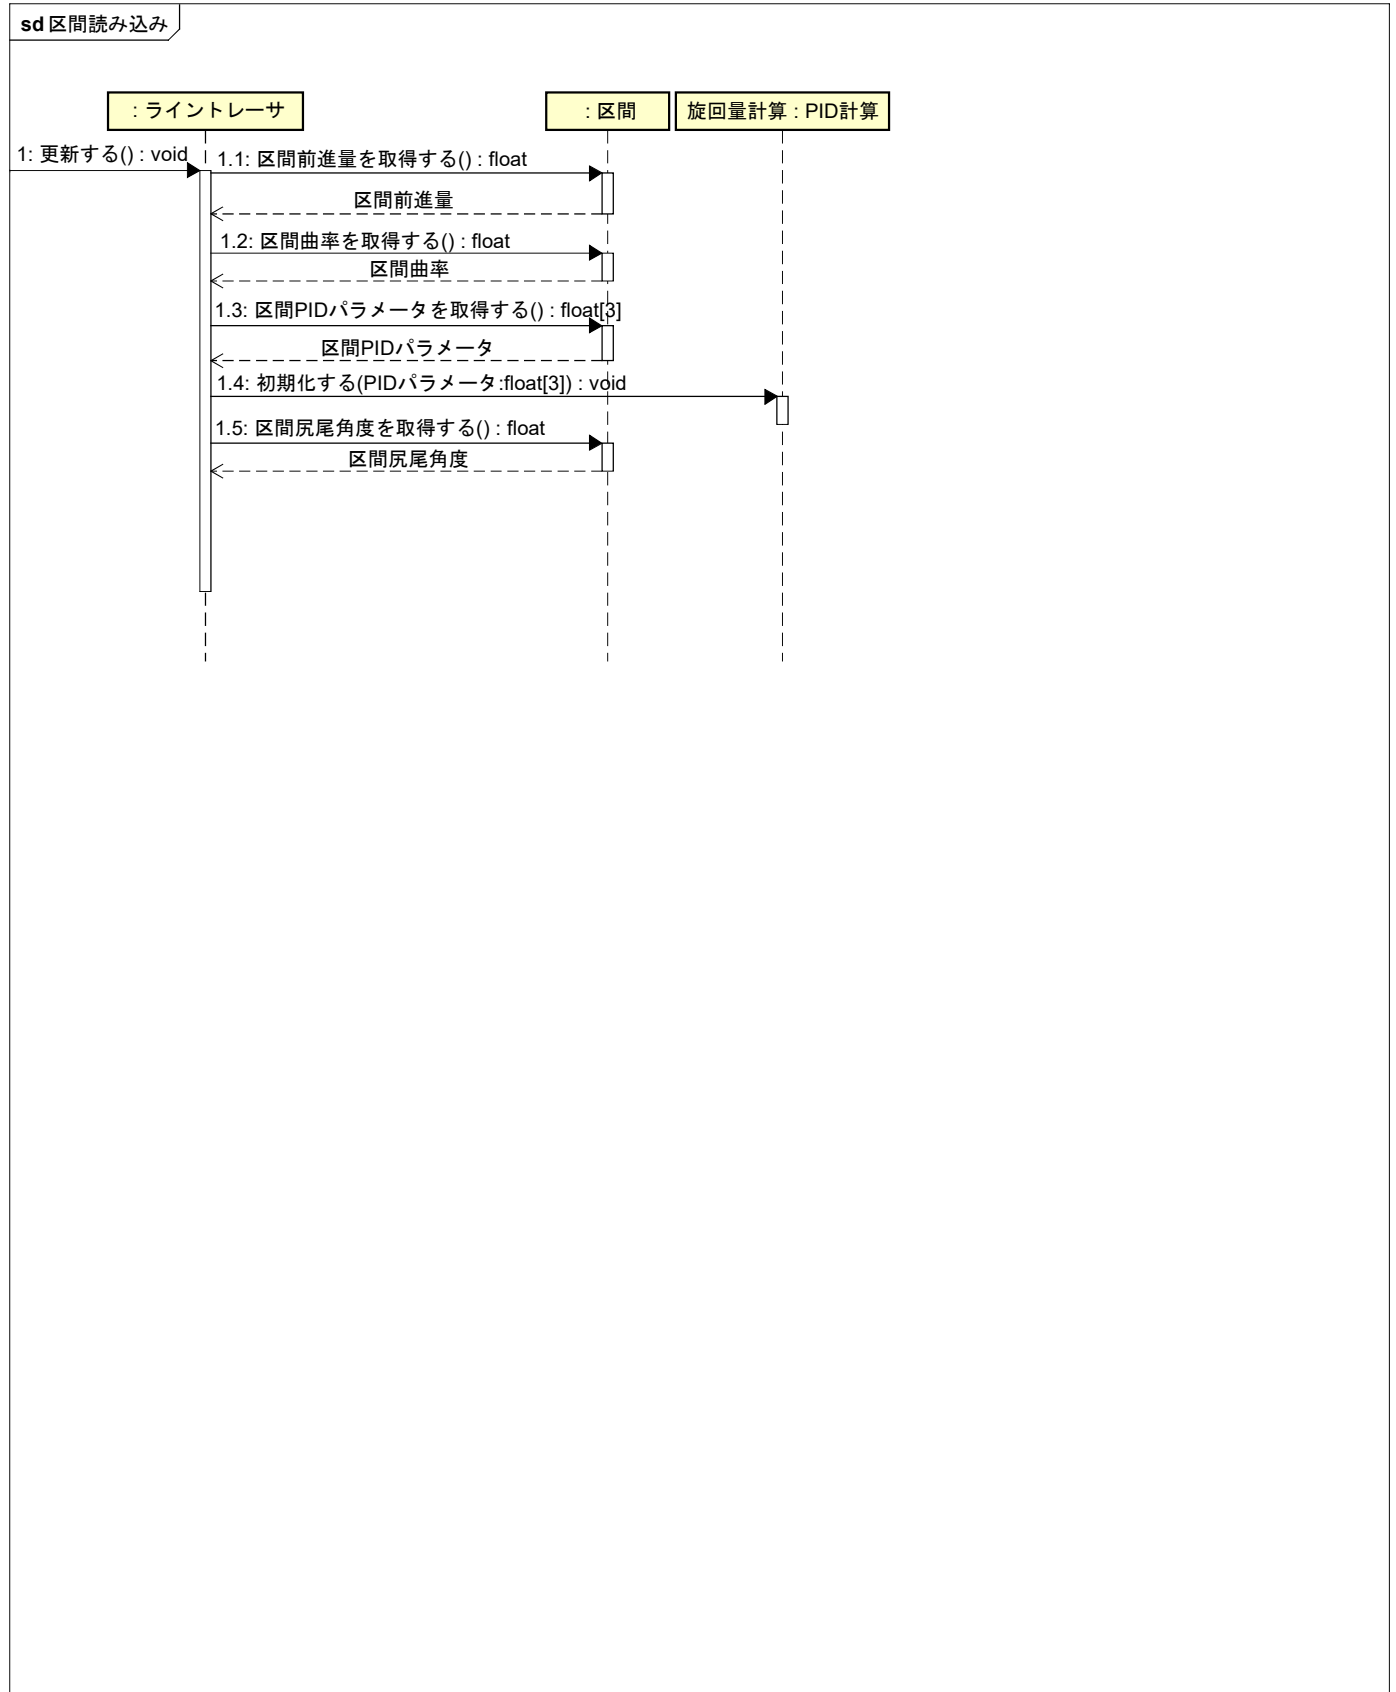 sd 区間読み込み
: ライントレーサ
: 区間
旋回量計算 : PID計算
1: 更新する() : void
1.1: 区間前進量を取得する() : float
区間前進量
1.2: 区間曲率を取得する() : float
区間曲率
1.3: 区間PIDパラメータを取得する() : float[3]
区間PIDパラメータ
1.4: 初期化する(PIDパラメータ:float[3]) : void
1.5: 区間尻尾角度を取得する() : float
区間尻尾角度